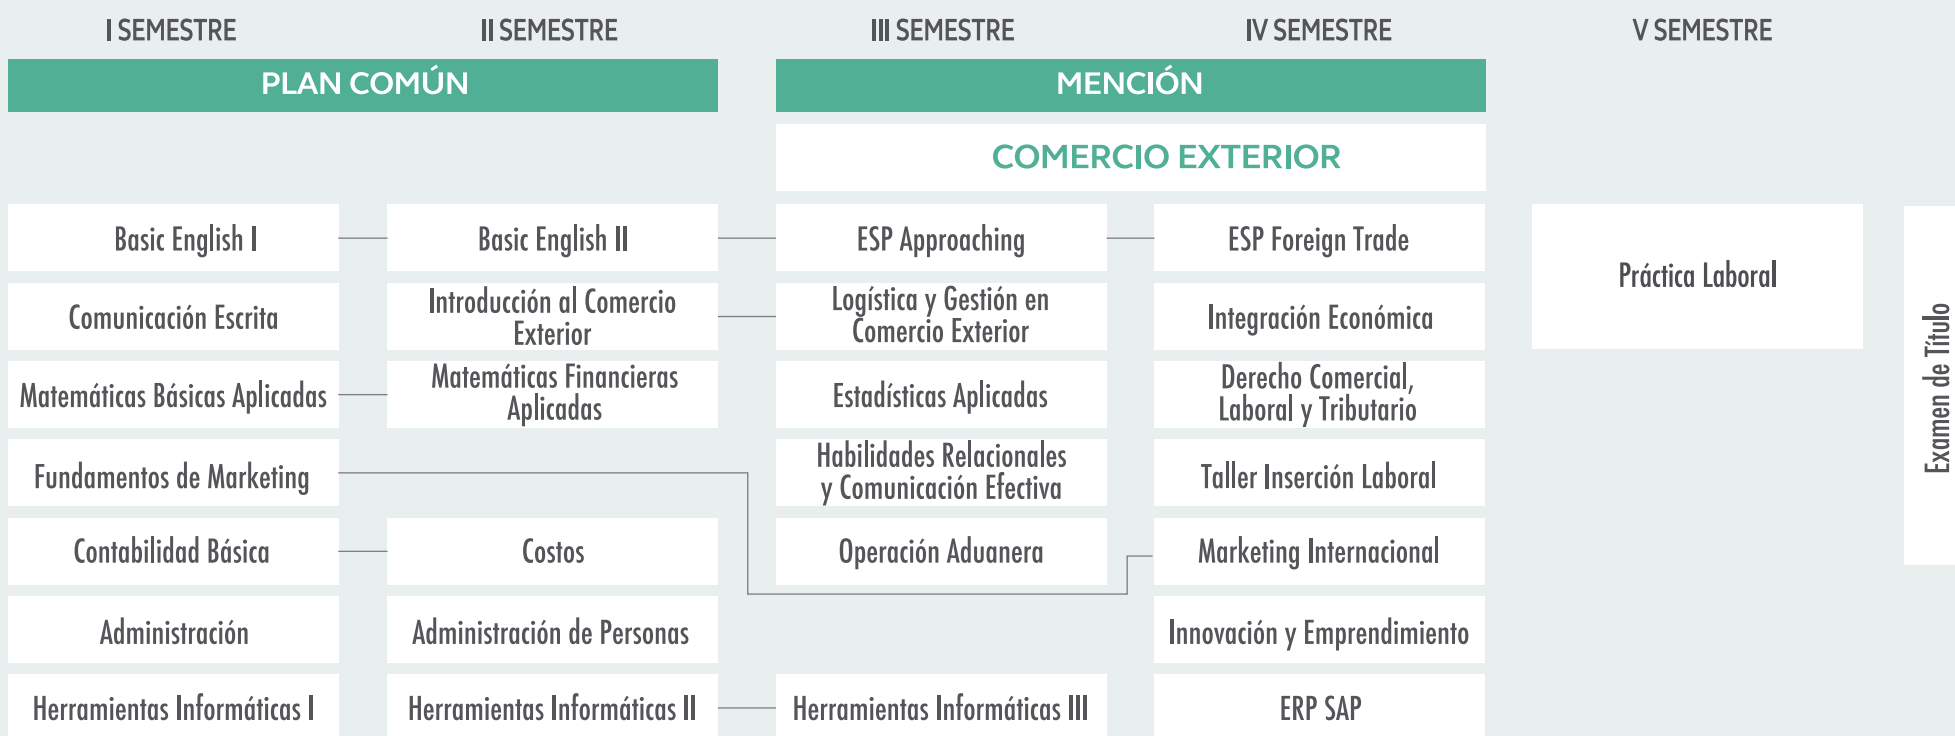 I SEMESTRE
II SEMESTRE
III SEMESTRE
IV SEMESTRE
V SEMESTRE
PLAN COMÚN
MENCIÓN
COMERCIO EXTERIOR
Basic English I
Basic English II
ESP Approaching
ESP Foreign Trade
Práctica Laboral
Comunicación Escrita
Introducción al Comercio
Exterior
Logística y Gestión en
Comercio Exterior
Integración Económica
Matemáticas Básicas Aplicadas
Matemáticas Financieras
Aplicadas
Estadísticas Aplicadas
Derecho Comercial,
Laboral y Tributario
Fundamentos de Marketing
Habilidades Relacionales
y Comunicación Efectiva
Taller Inserción Laboral
Contabilidad Básica
Costos
Operación Aduanera
Marketing Internacional
Administración
Administración de Personas
Innovación y Emprendimiento
Herramientas Informáticas I
Herramientas Informáticas II
Herramientas Informáticas III
ERP SAP
Examen de Título